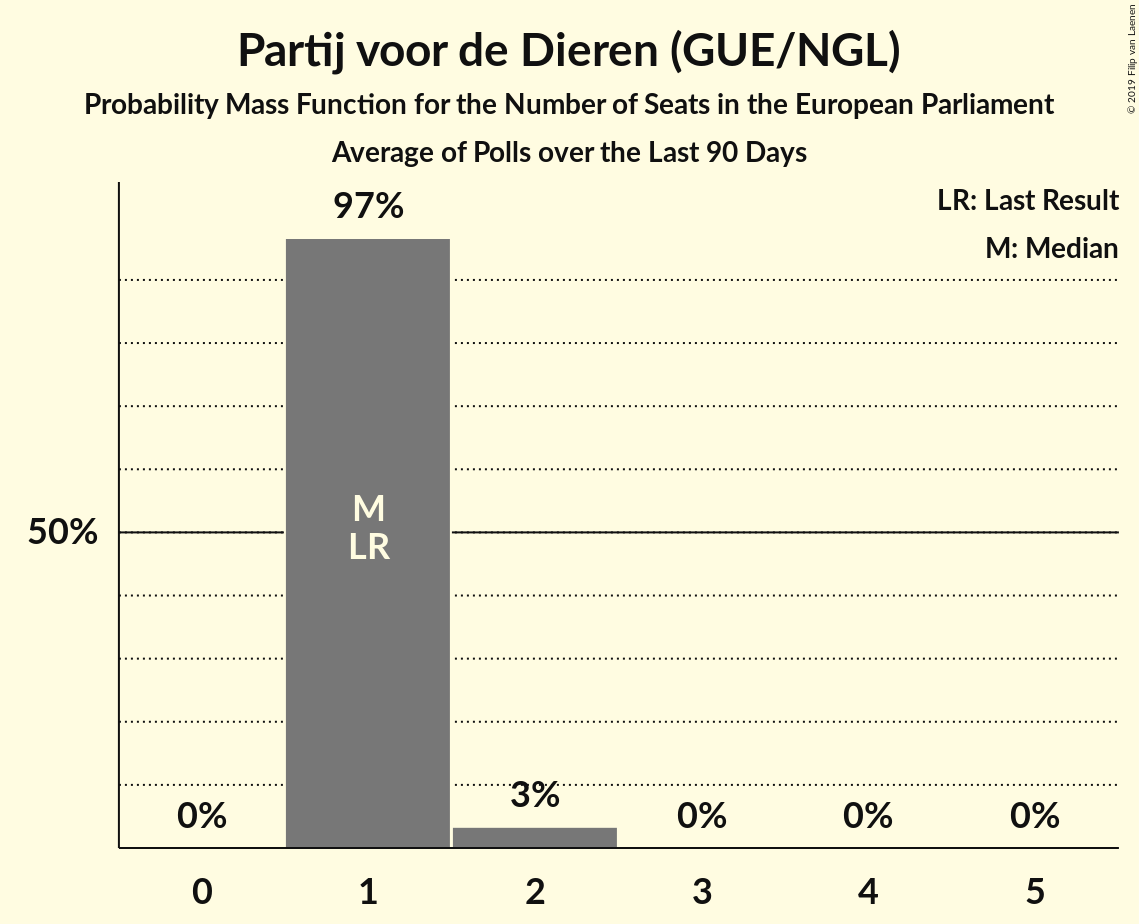 Partij voor de Dieren (GUE/NGL)
Probability Mass Function for the Number of Seats in the European Parliament
Average of Polls over the Last 90 Days
© 2019 Filip van Laenen
LR: Last Result
M: Median
97%
50%
M
LR
0%
3%
0%
0%
0%
0
1
2
3
4
5